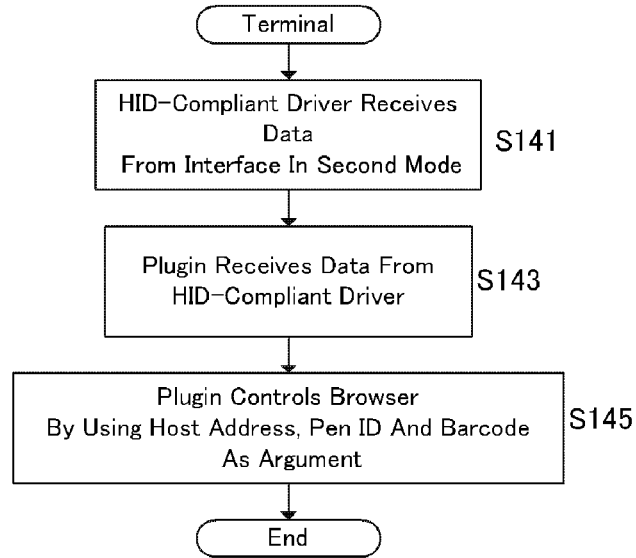 Terminal
HID-Compliant Driver Receives
Data
From Interface In Second Mode
S141
Plugin Receives Data From
HID-Compliant Driver
S143
Plugin Controls Browser
By Using Host Address, Pen ID And Barcode
As Argument
S145
End